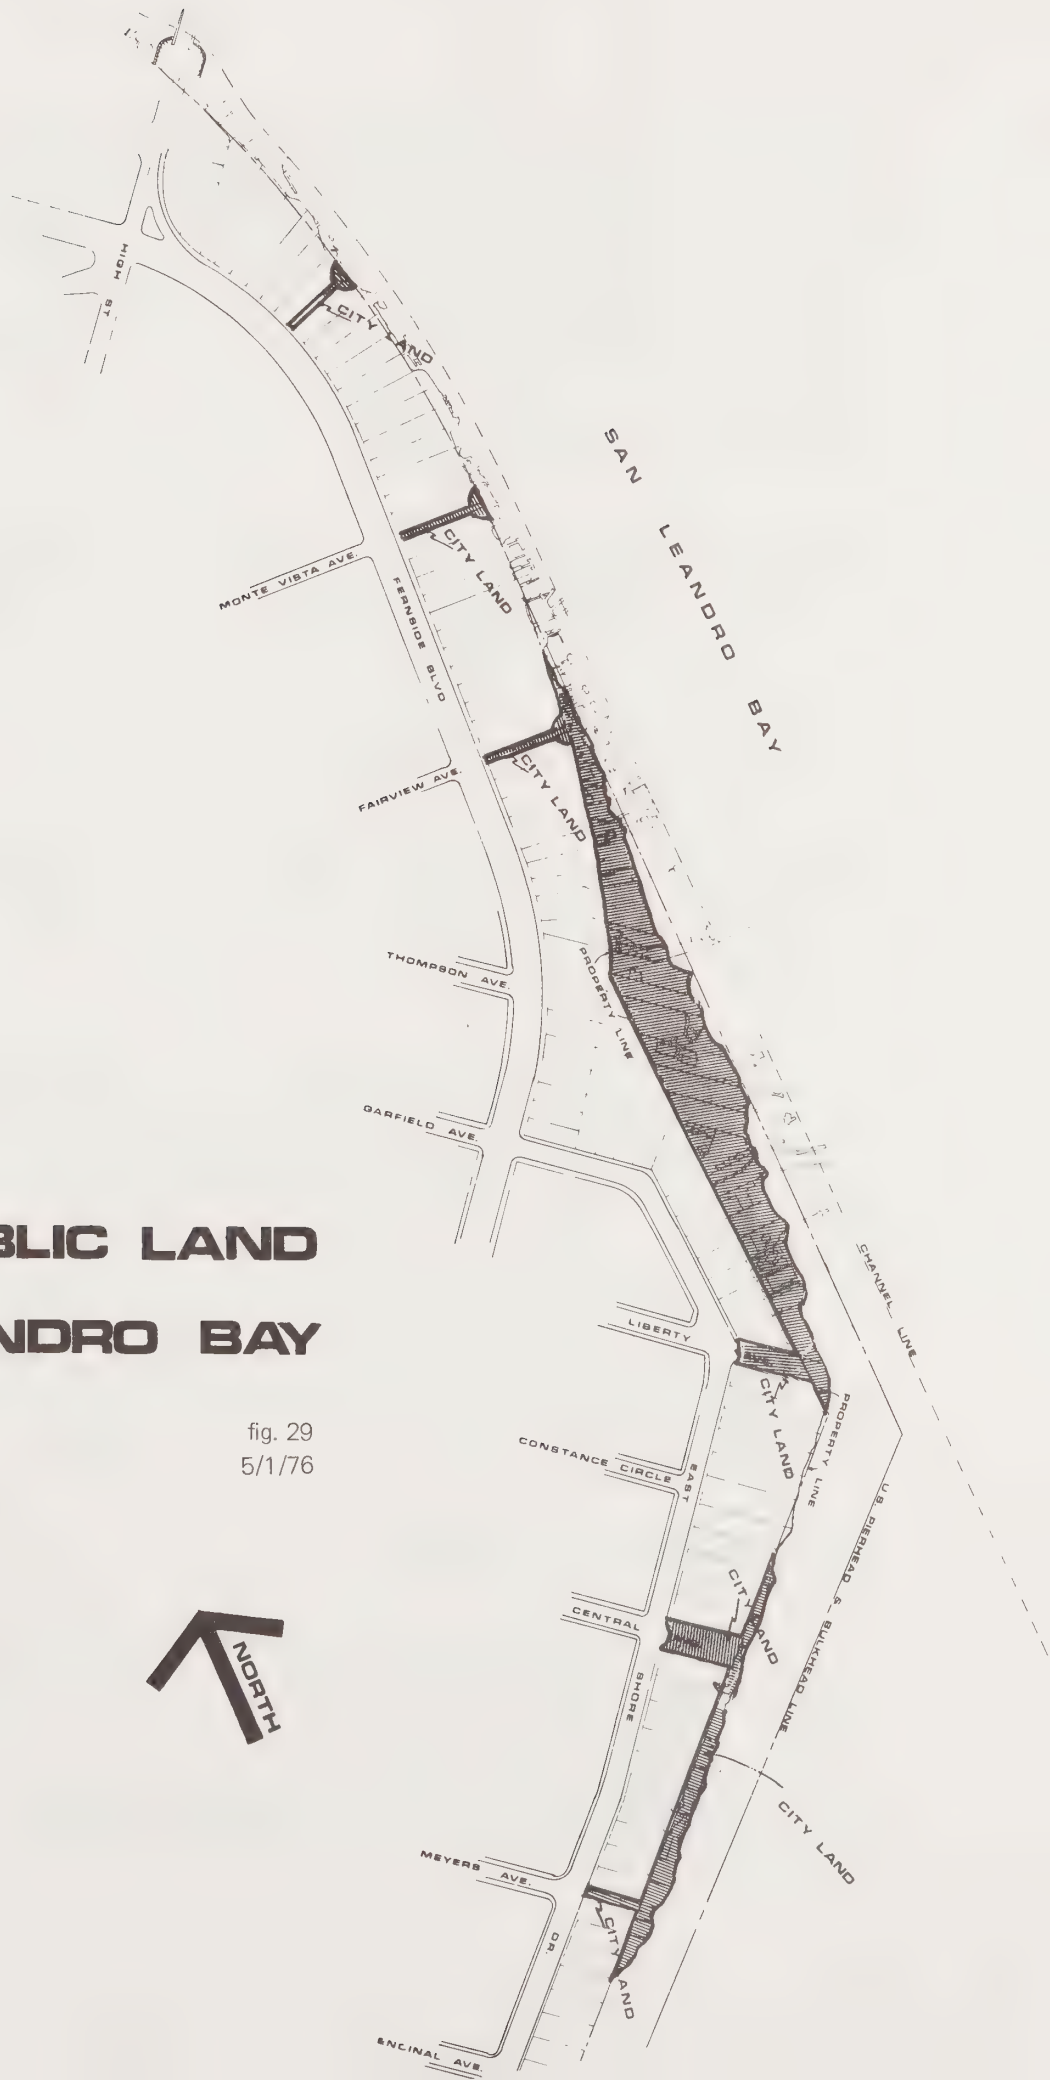 HIGH ST
CITY LAND
SAN LEANDRO BAY
CITY LAND
MONTE VISTA AVE.
FERNSIDE BLVD
CITY LAND
FAIRVIEW AVE.
THOMPSON AVE.
PROPERTY LINE
GARFIELD AVE.
BLIC LAND
NDRO BAY
CHANNEL LINE
LIBERTY
AVE.
CITY LAND
PROPERTY LINE
fig. 29
5/1/76
CONSTANCE CIRCLE
EAST
U.S. PIERHEAD & BULKHEAD LINE
CITY LAND
CENTRAL
NORTH
SHORE
CITY LAND
MEYERS AVE.
CITY LAND
DR.
ENCINAL AVE.